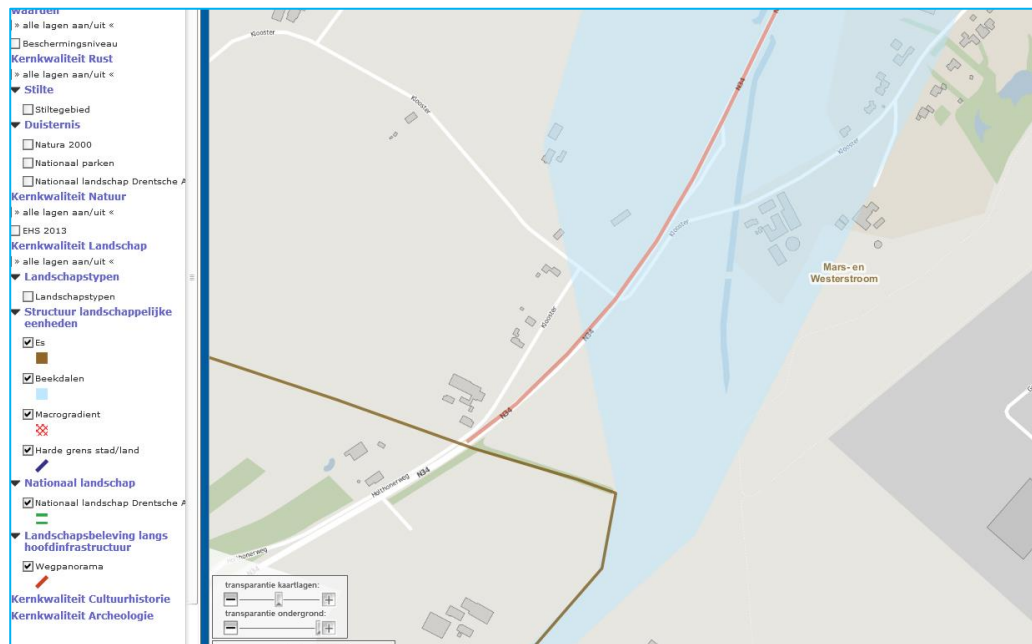 waarden
» alle lagen aan/uit «
Beschermingsniveau
Kernkwaliteit Rust
» alle lagen aan/uit «
Stilte
Stiltegebied
Duisternis
Natura 2000
Nationaal parken
Nationaal landschap Drentsche A
Kernkwaliteit Natuur
» alle lagen aan/uit «
EHS 2013
Kernkwaliteit Landschap
» alle lagen aan/uit «
Landschapstypen
Landschapstypen
Structuur landschappelijke
eenheden
Es
Beekdalen
Macrogradient
Harde grens stad/land
Nationaal landschap
Nationaal landschap Drentsche A
Landschapsbeleving langs
hoofdinfrastructuur
Wegpanorama
Kernkwaliteit Cultuurhistorie
Kernkwaliteit Archeologie
Klooster
N34
N34
Klooster
Klooster
Klooster
Klooster
Mars- en
Westerstroom
N34
N34
N34
Holthonerweg
N34
transparantie kaartlagen:
transparantie ondergrond: